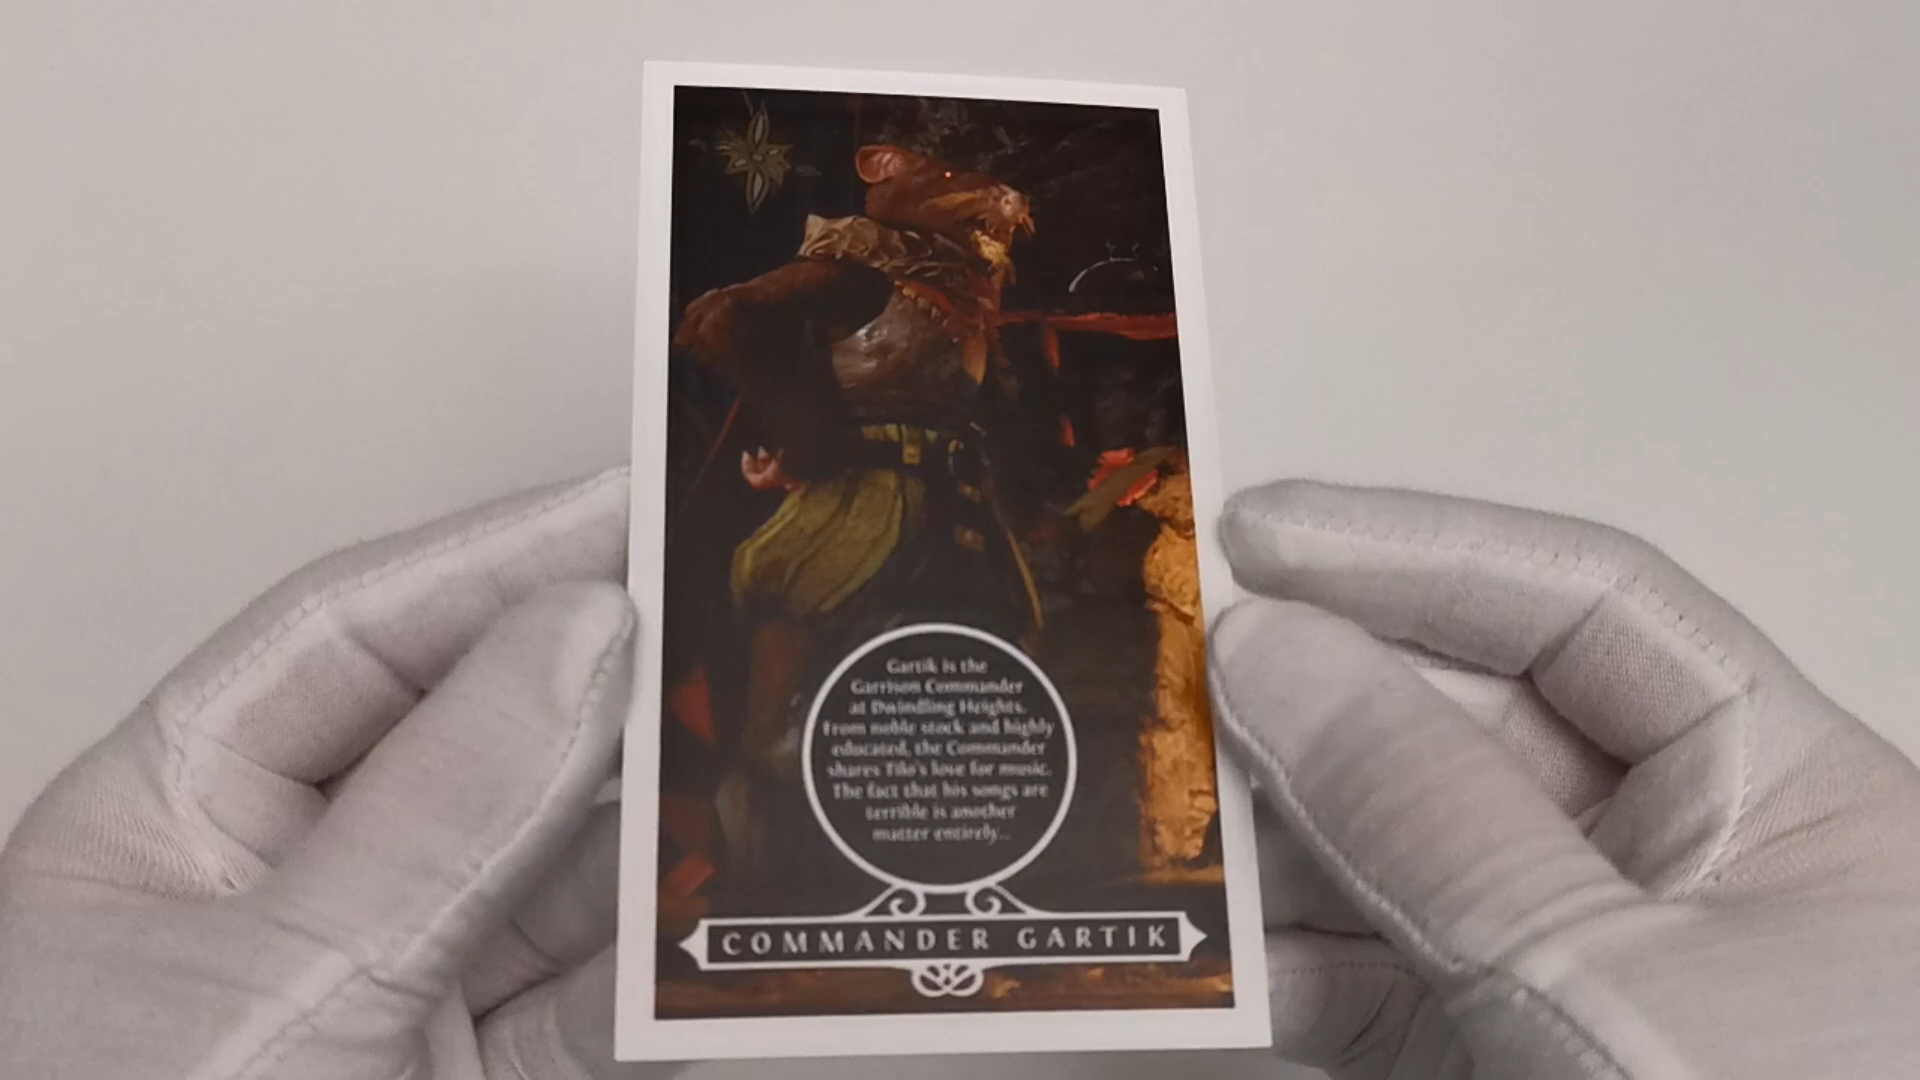 Gartik is the
Garrison Commander
at Dwindling Heights.
From noble stock and highly
educated, the Commander
shares Tilo's love for music.
The fact that his songs are
terrible is another
matter entirely...
COMMANDER GARTIK